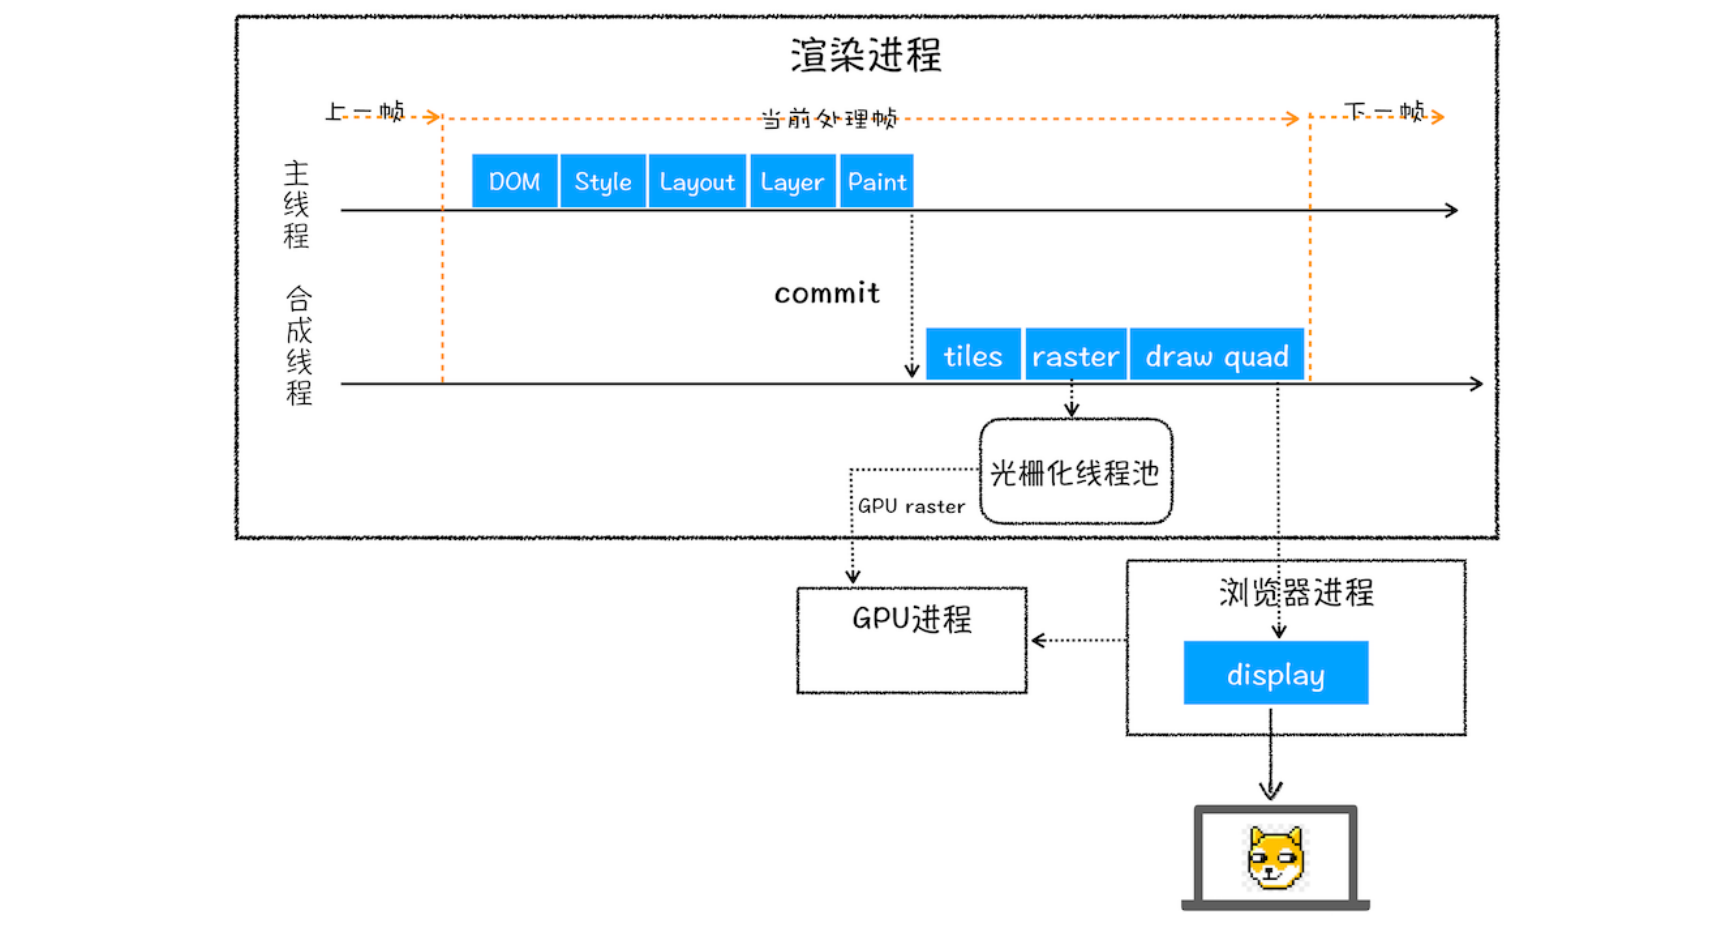 渲染进程
上一帧
当前处理帧
下一帧
主线程
DOM
Style
Layout
Layer
Paint
commit
合成线程
tiles
raster
draw quad
光栅化线程池
GPU raster
GPU进程
浏览器进程
display